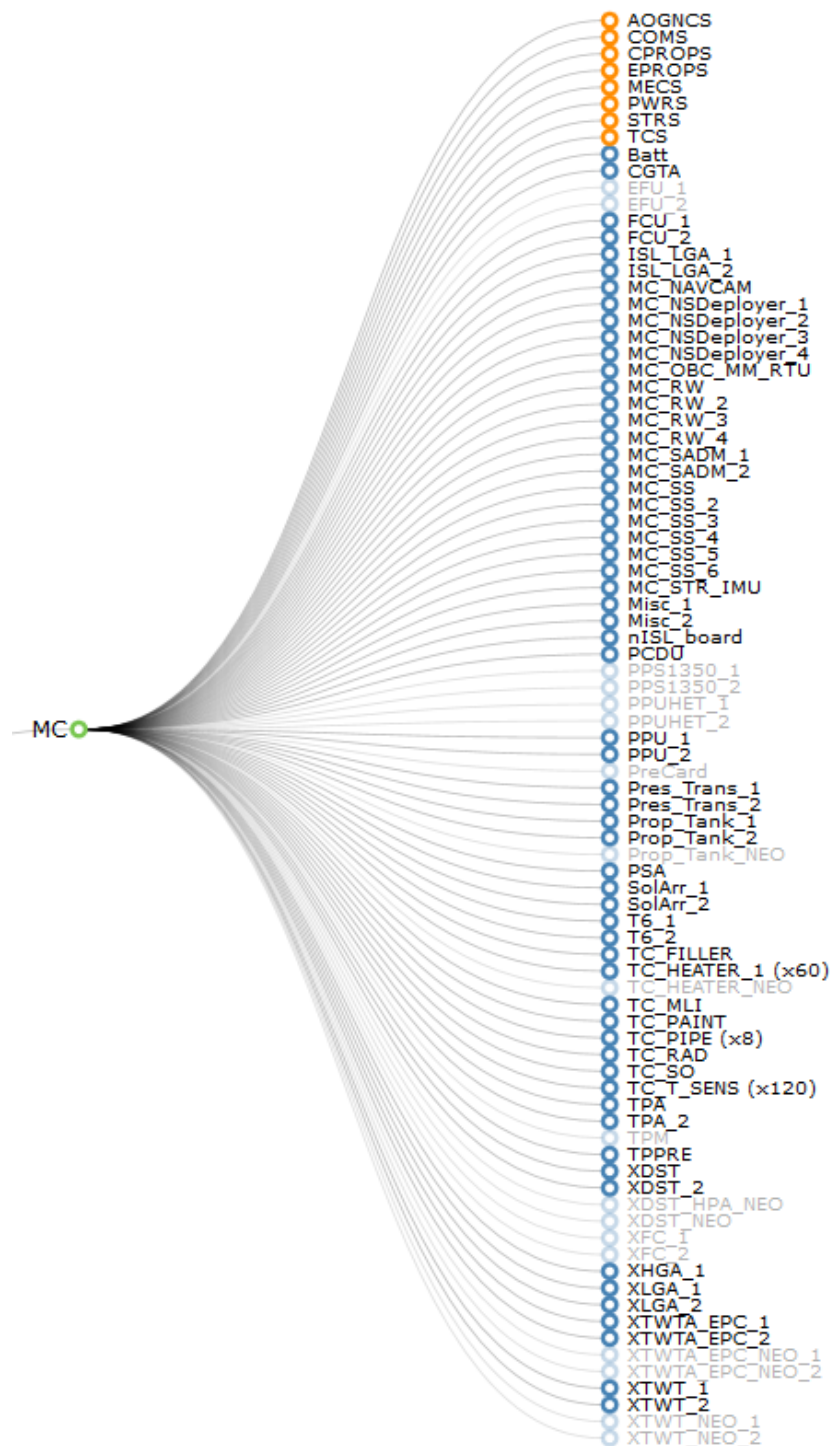 AOGNCS
COMS
CPROPS
EPROPS
MECS
PWRS
STRS
TCS
Batt
CGTA
EFU_1
EFU_2
FCU_1
FCU_2
ISL_LGA_1
ISL_LGA_2
MC_NAVCAM
MC_NSDeployer_1
MC_NSDeployer_2
MC_NSDeployer_3
MC_NSDeployer_4
MC_OBC_MM_RTU
MC_RW
MC_RW_2
MC_RW_3
MC_RW_4
MC_SADM_1
MC_SADM_2
MC_SS
MC_SS_2
MC_SS_3
MC_SS_4
MC_SS_5
MC_SS_6
MC_STR_IMU
Misc_1
Misc_2
nISL_board
PCDU
PPS1350_1
PPS1350_2
PPUHET_1
PPUHET_2
MC
PPU_1
PPU_2
PreCard
Pres_Trans_1
Pres_Trans_2
Prop_Tank_1
Prop_Tank_2
Prop_Tank_NEO
PSA
SolArr_1
SolArr_2
T6_1
T6_2
TC_FILLER
TC_HEATER_1 (x60)
TC_HEATER_NEO
TC_MLI
TC_PAINT
TC_PIPE (x8)
TC_RAD
TC_SO
TC_T_SENS (x120)
TPA
TPA_2
TPM
TPPRE
XDST
XDST_2
XDST_HPA_NEO
XDST_NEO
XFC_1
XFC_2
XHGA_1
XLGA_1
XLGA_2
XTWTA_EPC_1
XTWTA_EPC_2
XTWTA_EPC_NEO_1
XTWTA_EPC_NEO_2
XTWT_1
XTWT_2
XTWT_NEO_1
XTWT_NEO_2